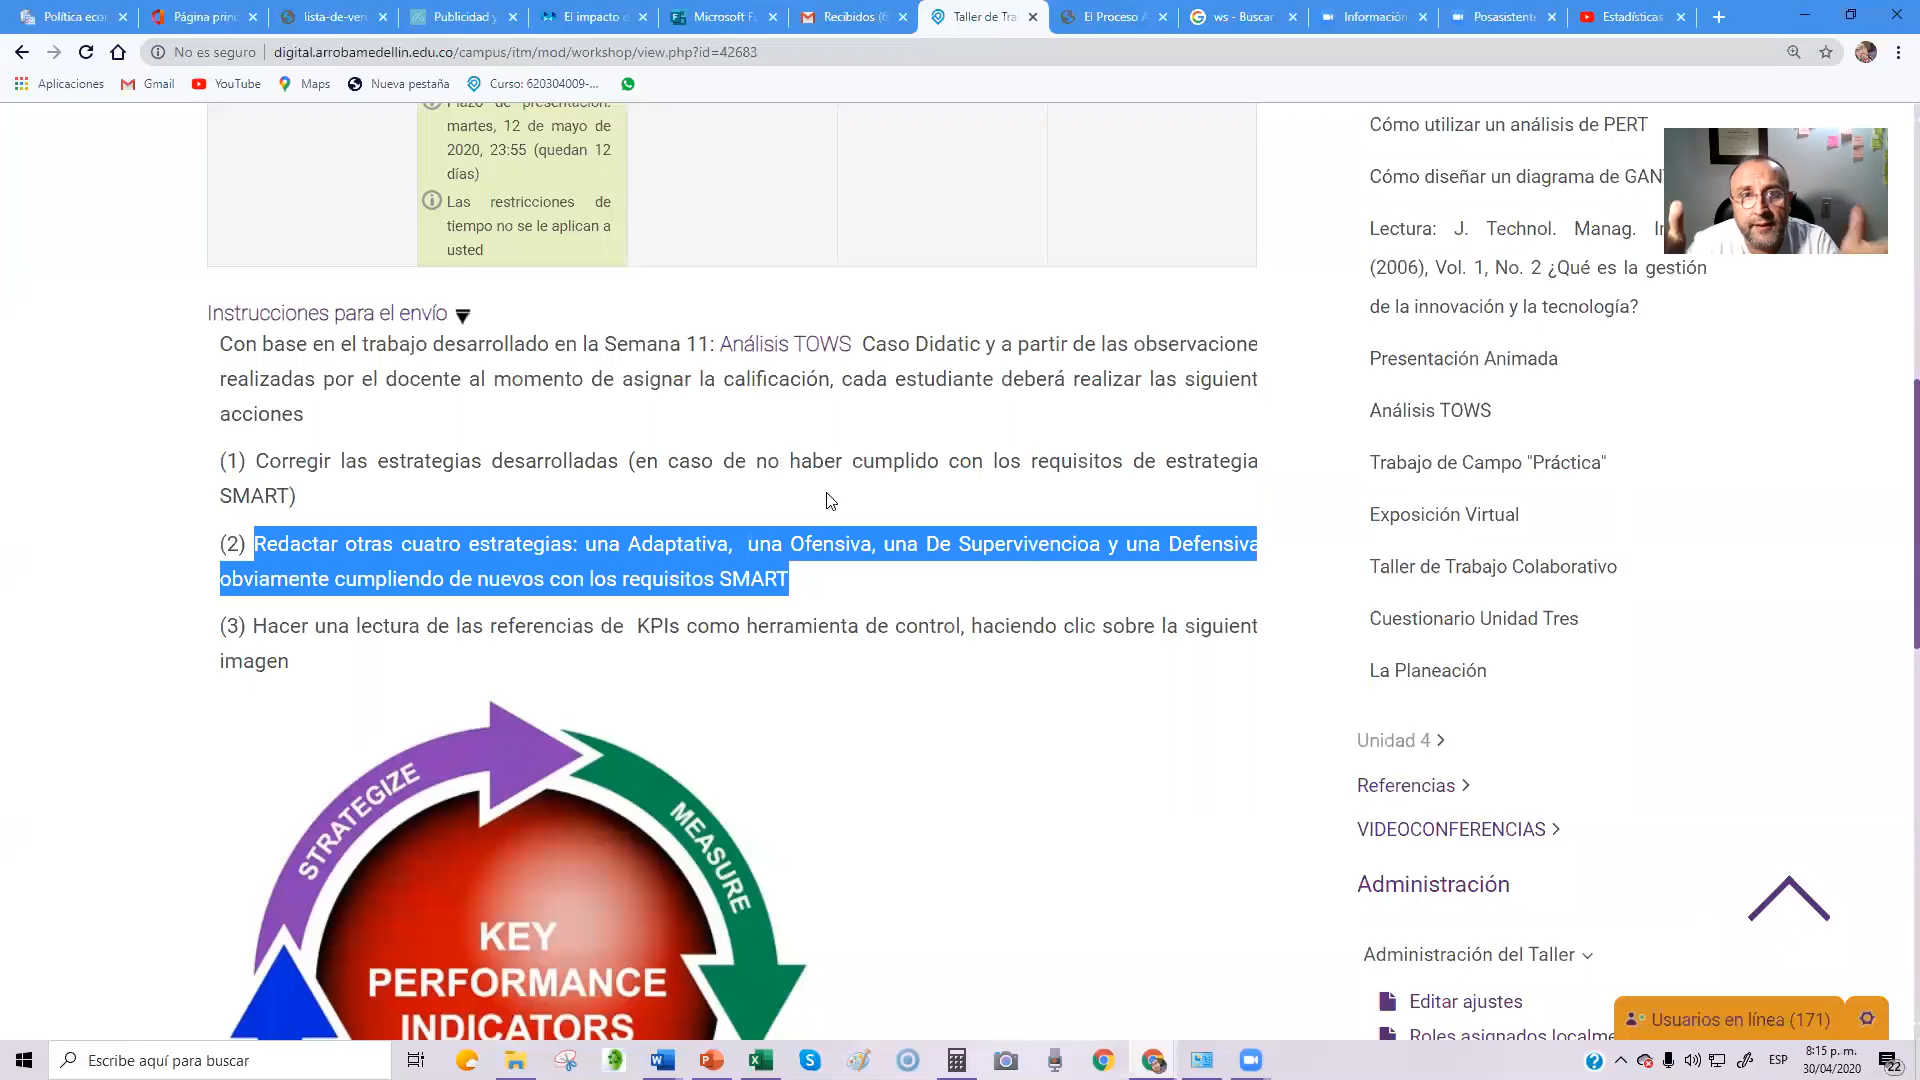 Política econ
Página princ
lista-de-veri
Publicidad y
El impacto d
Microsoft Fo
Recibidos (6
Taller de Tra
El Proceso A
ws - Buscar
Información
Posasistente
Estadísticas
No es seguro | digital.arrobamedellin.edu.co/campus/itm/mod/workshop/view.php?id=42683
Aplicaciones
Gmail
YouTube
Maps
Nueva pestaña
Curso: 620304009-...
Plazo de presentación:
martes, 12 de mayo de
2020, 23:55 (quedan 12
días)
Las restricciones de
tiempo no se le aplican a
usted
Instrucciones para el envío
Con base en el trabajo desarrollado en la Semana 11: Análisis TOWS Caso Didatic y a partir de las observacione
realizadas por el docente al momento de asignar la calificación, cada estudiante deberá realizar las siguient
acciones
(1) Corregir las estrategias desarrolladas (en caso de no haber cumplido con los requisitos de estrategia
SMART)
(2) Redactar otras cuatro estrategias: una Adaptativa, una Ofensiva, una De Supervivencioa y una Defensiva
obviamente cumpliendo de nuevos con los requisitos SMART
(3) Hacer una lectura de las referencias de KPIs como herramienta de control, haciendo clic sobre la siguient
imagen
STRATEGIZE
MEASURE
KEY
PERFORMANCE
INDICATORS
Cómo utilizar un análisis de PERT
Cómo diseñar un diagrama de GAN
Lectura: J. Technol. Manag. In
(2006), Vol. 1, No. 2 ¿Qué es la gestión
de la innovación y la tecnología?
Presentación Animada
Análisis TOWS
Trabajo de Campo "Práctica"
Exposición Virtual
Taller de Trabajo Colaborativo
Cuestionario Unidad Tres
La Planeación
Unidad 4
Referencias
VIDEOCONFERENCIAS
Administración
Administración del Taller
Editar ajustes
Roles asignados localme
Usuarios en línea (171)
Escribe aquí para buscar
ESP
8:15 p. m.
30/04/2020
22